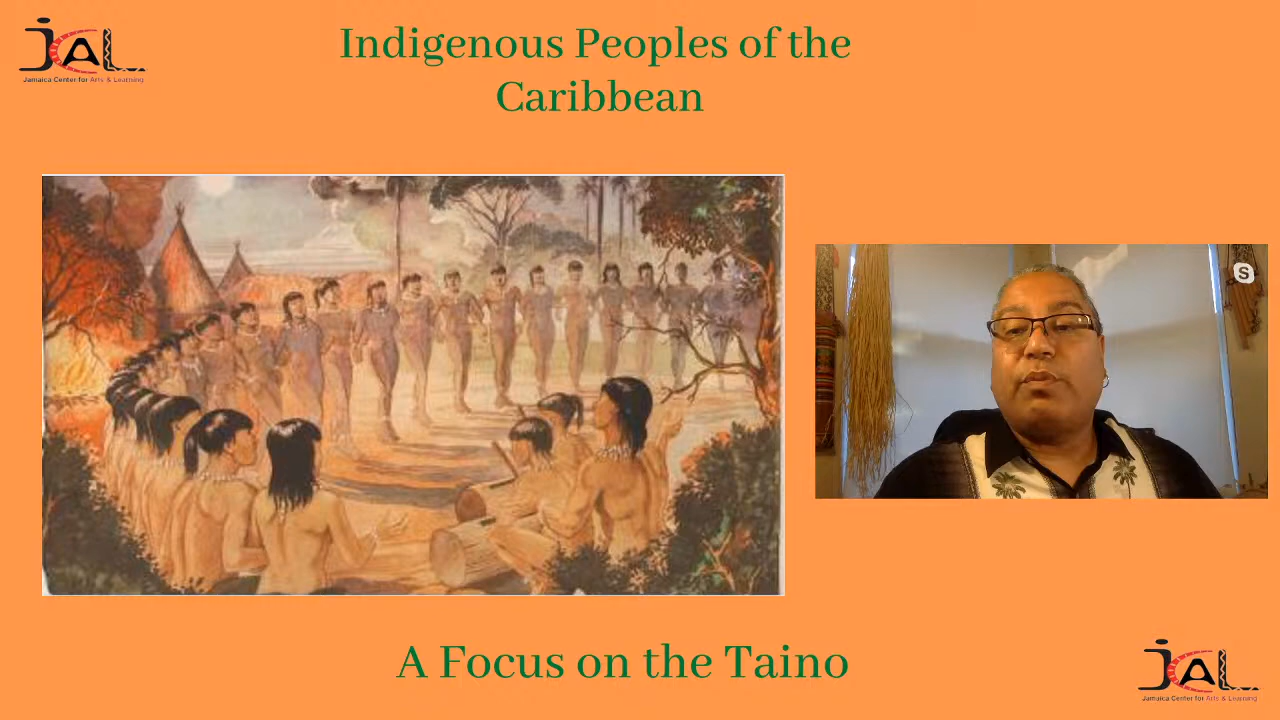 JCAL
Jamaica Center for Arts & Learning
Indigenous Peoples of the
Caribbean
S
A Focus on the Taino
JCAL
Jamaica Center for Arts & Learning